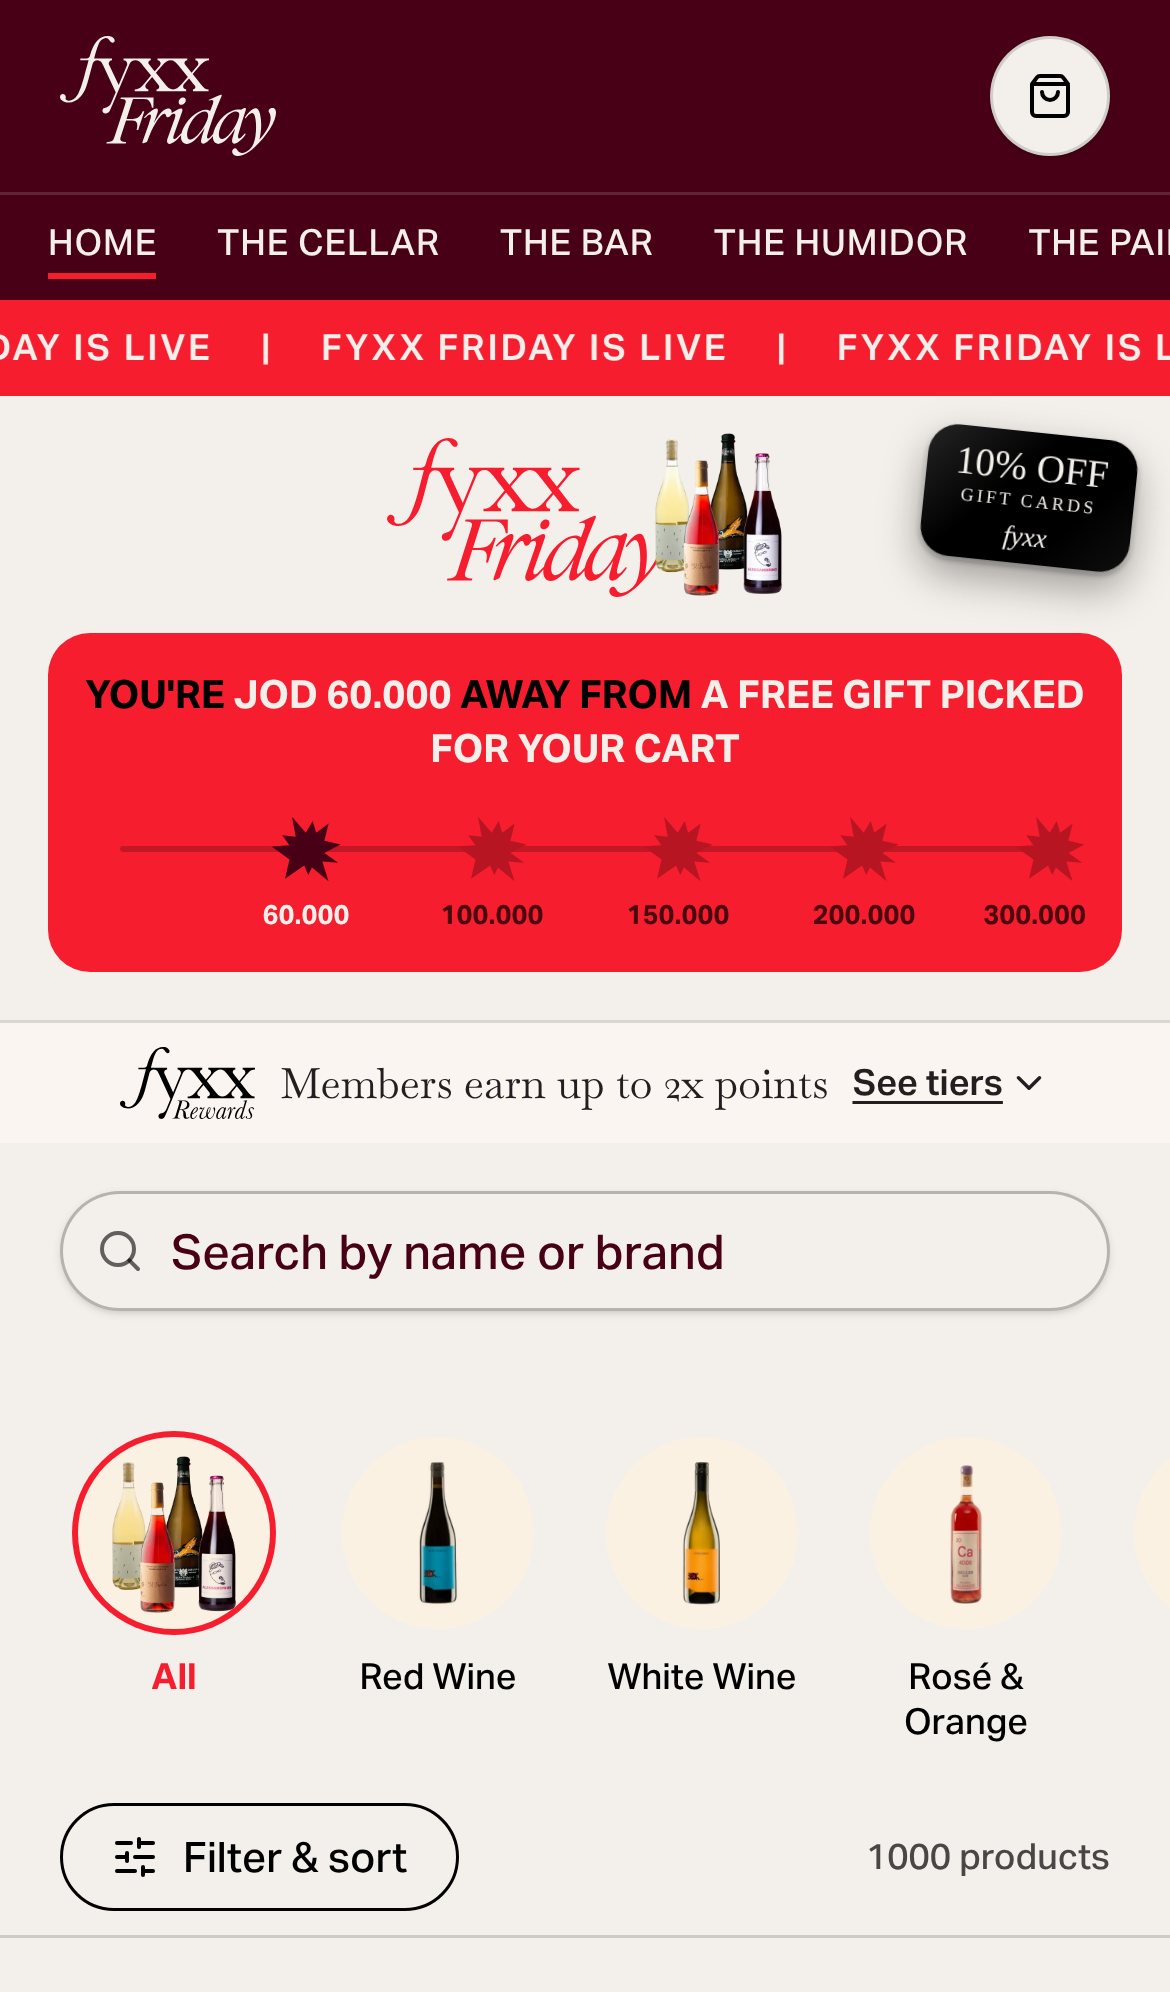 fyxx
Friday
HOME THE CELLAR THE BAR THE HUMIDOR THE
DAY IS LIVE | FYXX FRIDAY IS LIVE | FYXX FRIDAY IS L
fyxx
Friday
10% OFF
GIFT CARDS
fyxx
YOU'RE JOD 60.000 AWAY FROM A FREE GIFT PICKED
FOR YOUR CART
60.000 100.000 150.000 200.000 300.000
fyxx
Rewards
Members earn up to 2x points See tiers
Search by name or brand
Ca
All Red Wine White Wine Rosé &
Orange
Filter & sort 1000 products